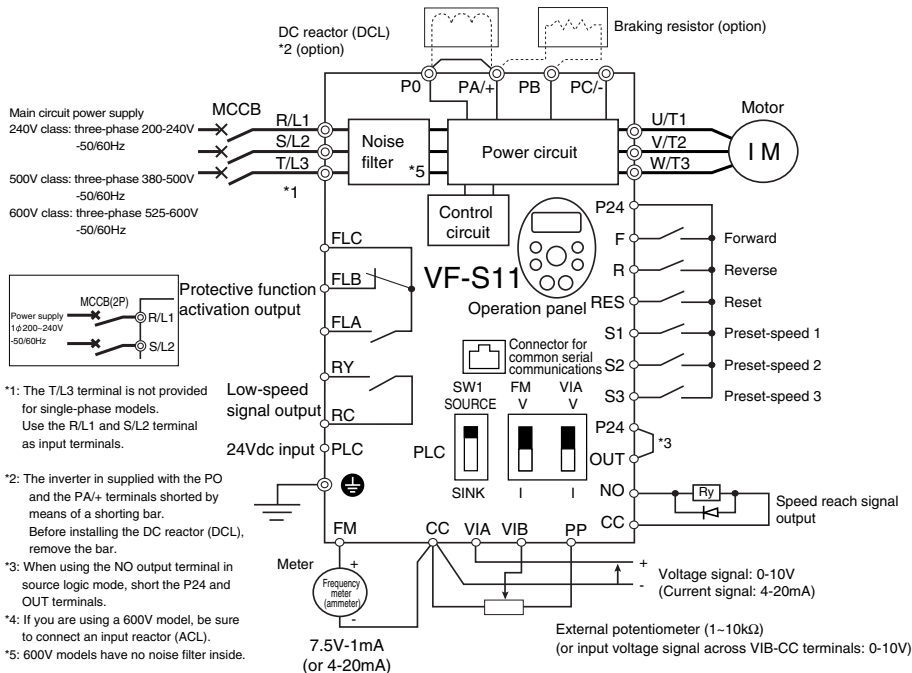 DC reactor (DCL)
*2 (option)
Braking resistor (option)
P0
PA/+
PB
PC/-
Main circuit power supply
240V class: three-phase 200-240V
-50/60Hz
500V class: three-phase 380-500V
-50/60Hz
600V class: three-phase 525-600V
-50/60Hz
MCCB
R/L1
S/L2
T/L3
*1
Noise
filter
*5
Power circuit
Control
circuit
U/T1
V/T2
W/T3
Motor
I M
MCCB(2P)
Power supply
1ϕ200~240V
-50/60Hz
R/L1
S/L2
FLC
FLB
FLA
Protective function
activation output
RY
RC
Low-speed
signal output
24Vdc input
PLC
VF-S11
Operation panel
Connector for
common serial
communications
SW1
SOURCE
PLC
SINK
FM
V
I
VIA
V
I
P24
F
Forward
R
Reverse
RES
Reset
S1
Preset-speed 1
S2
Preset-speed 2
S3
Preset-speed 3
P24
*3
OUT
NO
Ry
CC
Speed reach signal
output
FM
CC
VIA
VIB
PP
Meter
+
Frequency
meter
(ammeter)
-
7.5V-1mA
(or 4-20mA)
+
-
Voltage signal: 0-10V
(Current signal: 4-20mA)
External potentiometer (1~10kΩ)
(or input voltage signal across VIB-CC terminals: 0-10V)
*1: The T/L3 terminal is not provided
for single-phase models.
Use the R/L1 and S/L2 terminal
as input terminals.
*2: The inverter in supplied with the PO
and the PA/+ terminals shorted by
means of a shorting bar.
Before installing the DC reactor (DCL),
remove the bar.
*3: When using the NO output terminal in
source logic mode, short the P24 and
OUT terminals.
*4: If you are using a 600V model, be sure
to connect an input reactor (ACL).
*5: 600V models have no noise filter inside.